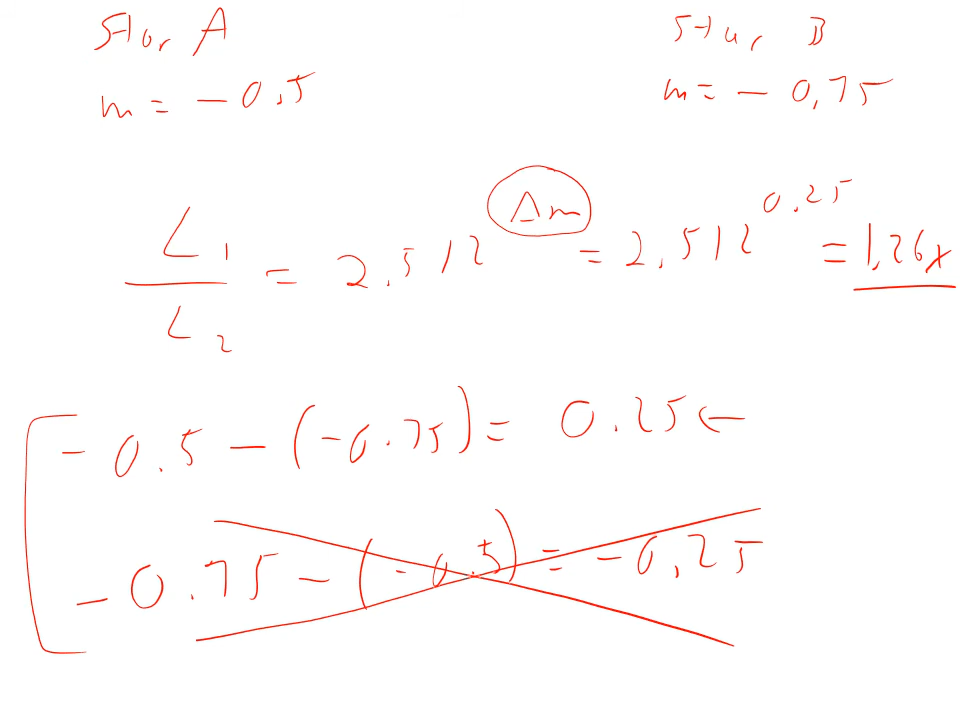 Star A
Star B
m = -0.5
m = -0.75
L1 / L2 = 2.512^Δm = 2.512^0.25 = 1.26x
-0.5 - (-0.75) = 0.25 ←
-0.75 - (-0.5) = -0.25